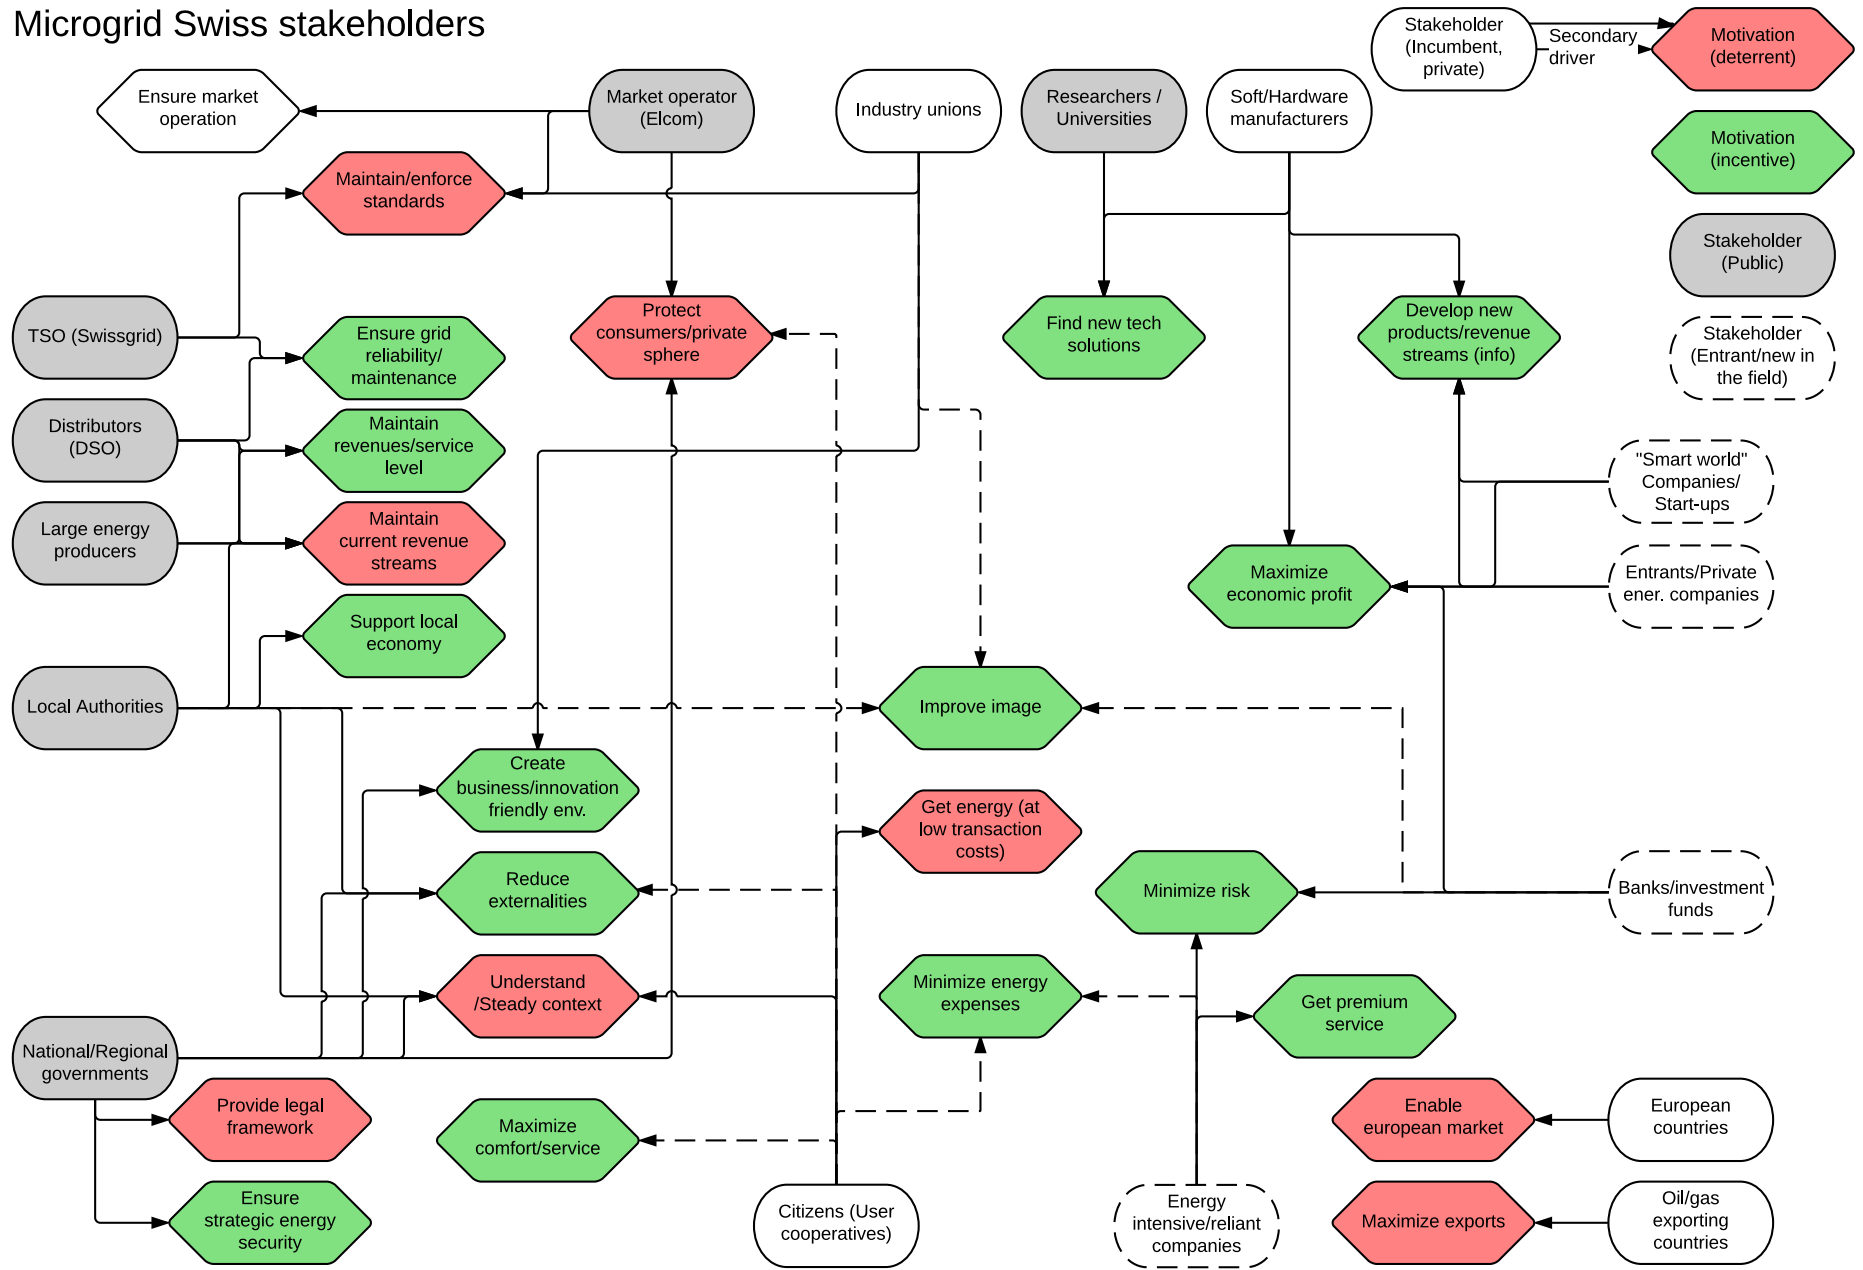 Microgrid Swiss stakeholders
Stakeholder
(Incumbent,
private)
Secondary
driver
Motivation
(deterrent)
Ensure market
operation
Market operator
(Elcom)
Industry unions
Researchers /
Universities
Soft/Hardware
manufacturers
Motivation
(incentive)
Maintain/enforce
standards
Stakeholder
(Public)
TSO (Swissgrid)
Ensure grid
reliability/
maintenance
Protect
consumers/private
sphere
Find new tech
solutions
Develop new
products/revenue
streams (info)
Stakeholder
(Entrant/new in
the field)
Distributors
(DSO)
Maintain
revenues/service
level
"Smart world"
Companies/
Start-ups
Large energy
producers
Maintain
current revenue
streams
Maximize
economic profit
Entrants/Private
ener. companies
Support local
economy
Local Authorities
Improve image
Create
business/innovation
friendly env.
Get energy (at
low transaction
costs)
Reduce
externalities
Minimize risk
Banks/investment
funds
Understand
/Steady context
Minimize energy
expenses
Get premium
service
National/Regional
governments
Provide legal
framework
Maximize
comfort/service
Enable
european market
European
countries
Ensure
strategic energy
security
Citizens (User
cooperatives)
Energy
intensive/reliant
companies
Maximize exports
Oil/gas
exporting
countries